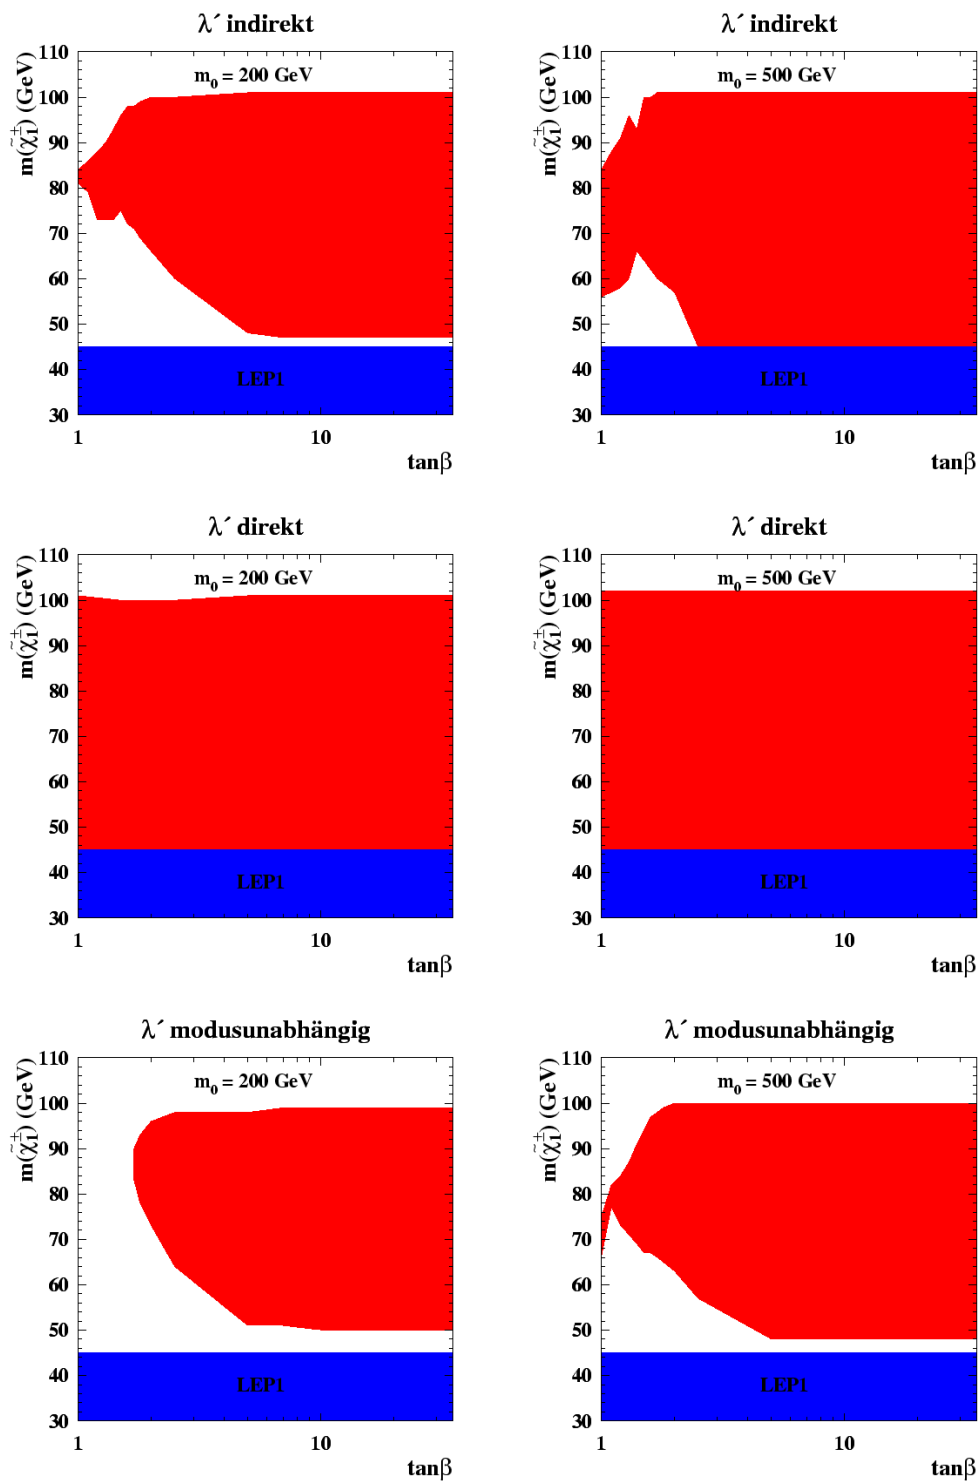 λ´ indirekt
m₀ = 200 GeV
m(χ̃₁±) (GeV)
110
100
90
80
70
60
50
40
30
LEP1
1
10
tanβ
λ´ indirekt
m₀ = 500 GeV
m(χ̃₁±) (GeV)
110
100
90
80
70
60
50
40
30
LEP1
1
10
tanβ
λ´ direkt
m₀ = 200 GeV
m(χ̃₁±) (GeV)
110
100
90
80
70
60
50
40
30
LEP1
1
10
tanβ
λ´ direkt
m₀ = 500 GeV
m(χ̃₁±) (GeV)
110
100
90
80
70
60
50
40
30
LEP1
1
10
tanβ
λ´ modusunabhängig
m₀ = 200 GeV
m(χ̃₁±) (GeV)
110
100
90
80
70
60
50
40
30
LEP1
1
10
tanβ
λ´ modusunabhängig
m₀ = 500 GeV
m(χ̃₁±) (GeV)
110
100
90
80
70
60
50
40
30
LEP1
1
10
tanβ